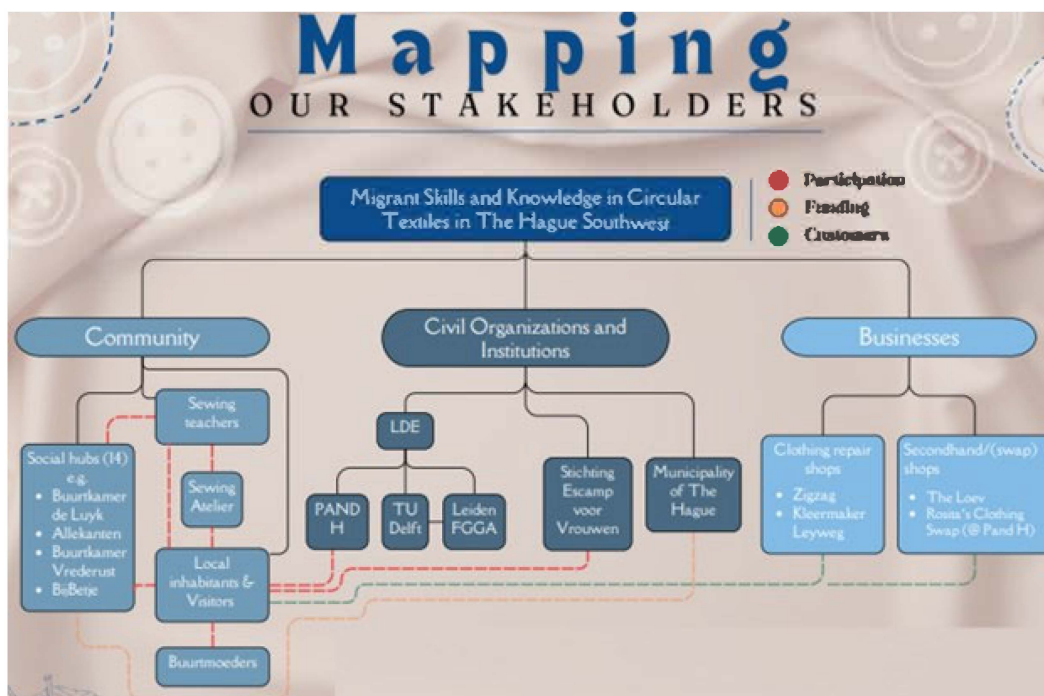 Mapping
OUR STAKEHOLDERS
Migrant Skills and Knowledge in Circular
Textiles in The Hague Southwest
Participation
Funding
Customers
Community
Civil Organizations and
Institutions
Businesses
Sewing
teachers
Social hubs (14)
e.g.
• Buurtkamer
de Luyk
• Allekanten
• Buurtkamer
Vrederust
• BijBetje
Sewing
Atelier
Local
inhabitants &
Visitors
Buurtmoeders
LDE
PAND
H
TU
Delft
Leiden
FGGA
Stichting
Escamp
voor
Vrouwen
Municipality
of The
Hague
Clothing repair
shops
• Zigzag
• Kleermaker
Leyweg
Secondhand/(swap)
shops
• The Loev
• Rosita's Clothing
Swap (@ Pand H)